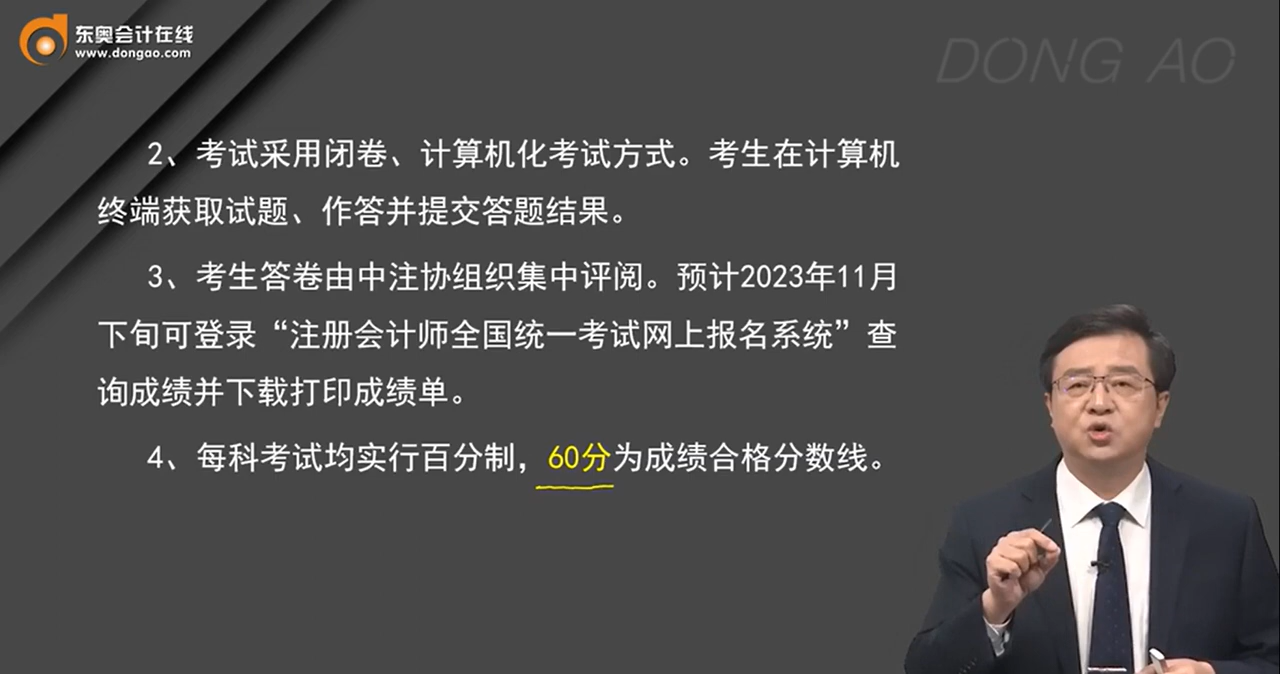 东奥会计在线
www.dongao.com
DONG AO
2、考试采用闭卷、计算机化考试方式。考生在计算机
终端获取试题、作答并提交答题结果。
3、考生答卷由中注协组织集中评阅。预计2023年11月
下旬可登录“注册会计师全国统一考试网上报名系统”查
询成绩并下载打印成绩单。
4、每科考试均实行百分制，60分为成绩合格分数线。